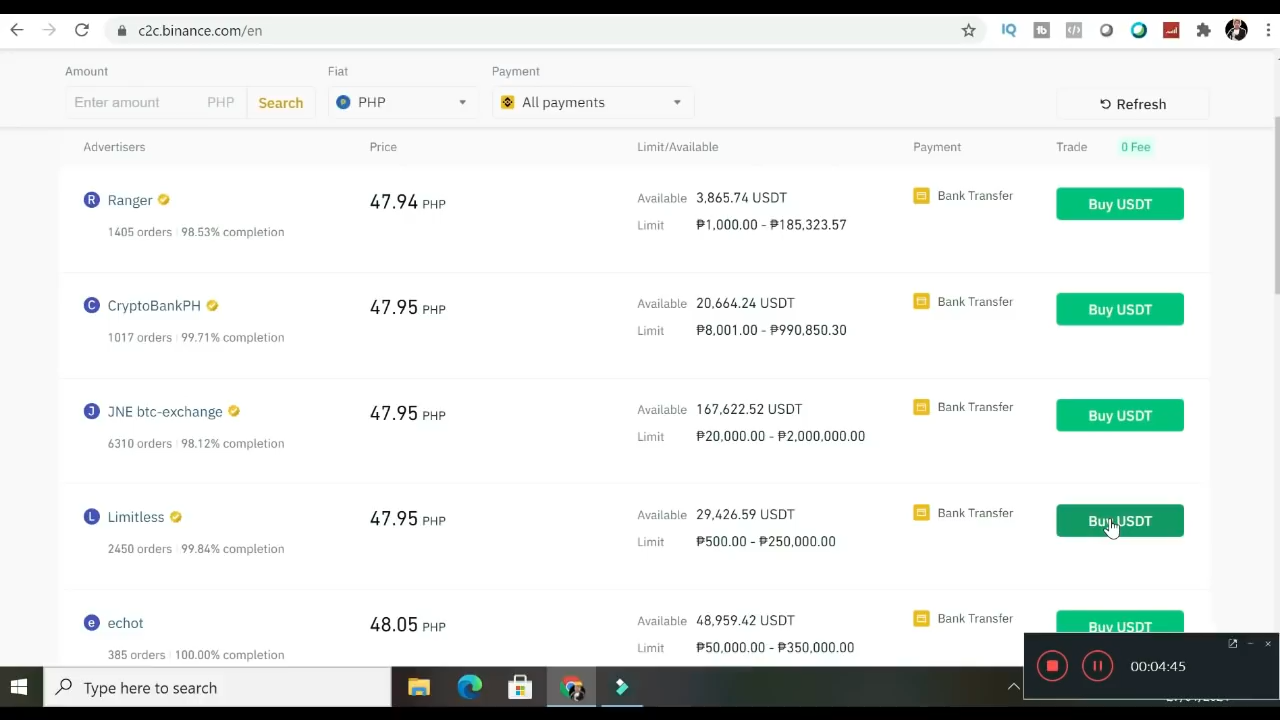 c2c.binance.com/en
Amount
Fiat
Payment
Enter amount PHP Search
PHP
All payments
Refresh
Advertisers Price Limit/Available Payment Trade 0 Fee
Ranger 47.94 PHP Available 3,865.74 USDT Bank Transfer Buy USDT
1405 orders 98.53% completion Limit ₱1,000.00 - ₱185,323.57
CryptoBankPH 47.95 PHP Available 20,664.24 USDT Bank Transfer Buy USDT
1017 orders 99.71% completion Limit ₱8,001.00 - ₱990,850.30
JNE btc-exchange 47.95 PHP Available 167,622.52 USDT Bank Transfer Buy USDT
6310 orders 98.12% completion Limit ₱20,000.00 - ₱2,000,000.00
Limitless 47.95 PHP Available 29,426.59 USDT Bank Transfer Buy USDT
2450 orders 99.84% completion Limit ₱500.00 - ₱250,000.00
echot 48.05 PHP Available 48,959.42 USDT Bank Transfer Buy USDT
385 orders 100.00% completion Limit ₱50,000.00 - ₱350,000.00
00:04:45
Type here to search